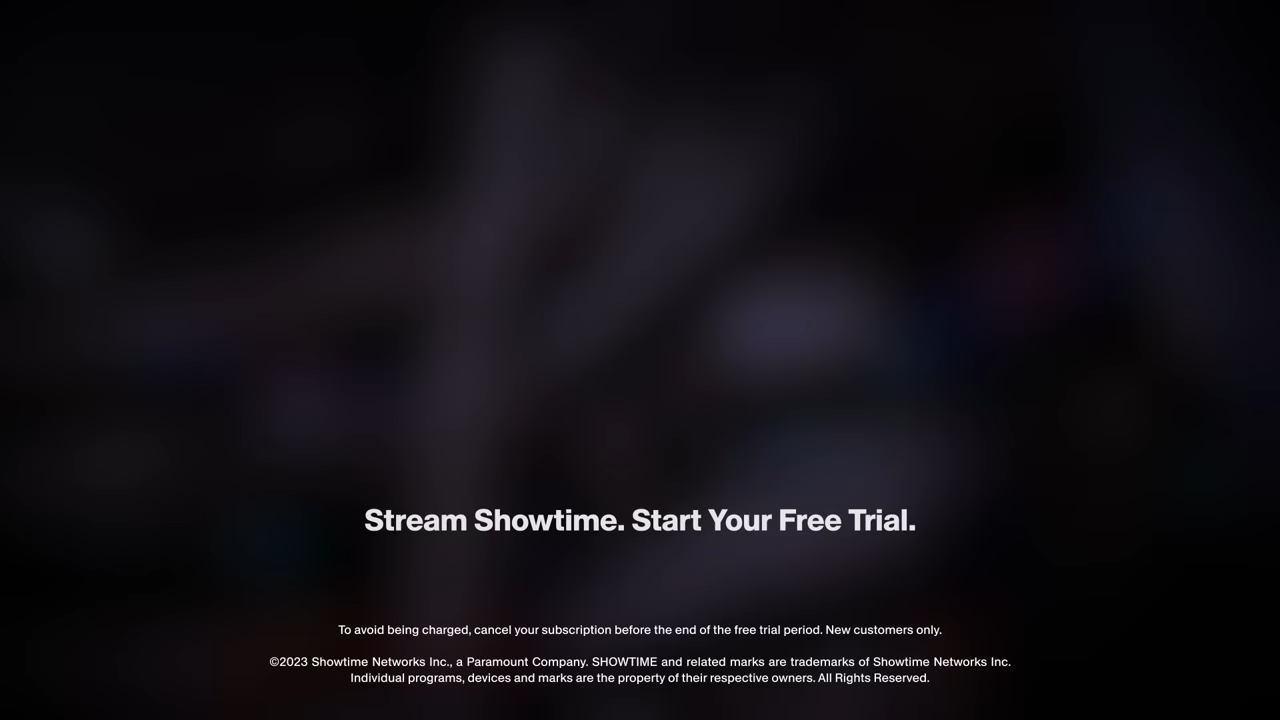 Stream Showtime. Start Your Free Trial.
To avoid being charged, cancel your subscription before the end of the free trial period. New customers only.
©2023 Showtime Networks Inc., a Paramount Company. SHOWTIME and related marks are trademarks of Showtime Networks Inc.
Individual programs, devices and marks are the property of their respective owners. All Rights Reserved.